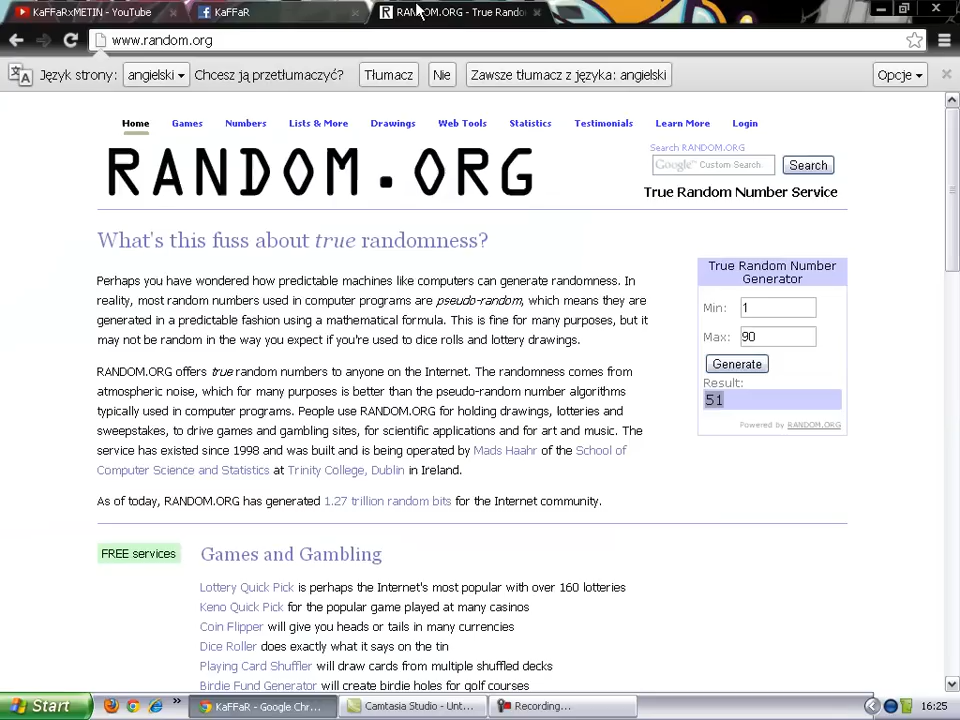 KaFFaRxMETIN - YouTube
KaFFaR
RANDOM.ORG - True Rando
www.random.org
Język strony: angielski Chcesz ją przetłumaczyć? Tłumacz Nie Zawsze tłumacz z języka: angielski Opcje
Home Games Numbers Lists & More Drawings Web Tools Statistics Testimonials Learn More Login
RANDOM.ORG
Search RANDOM.ORG
Google™ Custom Search Search
True Random Number Service
What's this fuss about true randomness?
Perhaps you have wondered how predictable machines like computers can generate randomness. In
reality, most random numbers used in computer programs are pseudo-random, which means they are
generated in a predictable fashion using a mathematical formula. This is fine for many purposes, but it
may not be random in the way you expect if you're used to dice rolls and lottery drawings.
RANDOM.ORG offers true random numbers to anyone on the Internet. The randomness comes from
atmospheric noise, which for many purposes is better than the pseudo-random number algorithms
typically used in computer programs. People use RANDOM.ORG for holding drawings, lotteries and
sweepstakes, to drive games and gambling sites, for scientific applications and for art and music. The
service has existed since 1998 and was built and is being operated by Mads Haahr of the School of
Computer Science and Statistics at Trinity College, Dublin in Ireland.
As of today, RANDOM.ORG has generated 1.27 trillion random bits for the Internet community.
True Random Number
Generator
Min: 1
Max: 90
Generate
Result:
51
Powered by RANDOM.ORG
FREE services
Games and Gambling
Lottery Quick Pick is perhaps the Internet's most popular with over 160 lotteries
Keno Quick Pick for the popular game played at many casinos
Coin Flipper will give you heads or tails in many currencies
Dice Roller does exactly what it says on the tin
Playing Card Shuffler will draw cards from multiple shuffled decks
Birdie Fund Generator will create birdie holes for golf courses
Start
KaFFaR - Google Chr...
Camtasia Studio - Unt...
Recording...
16:25